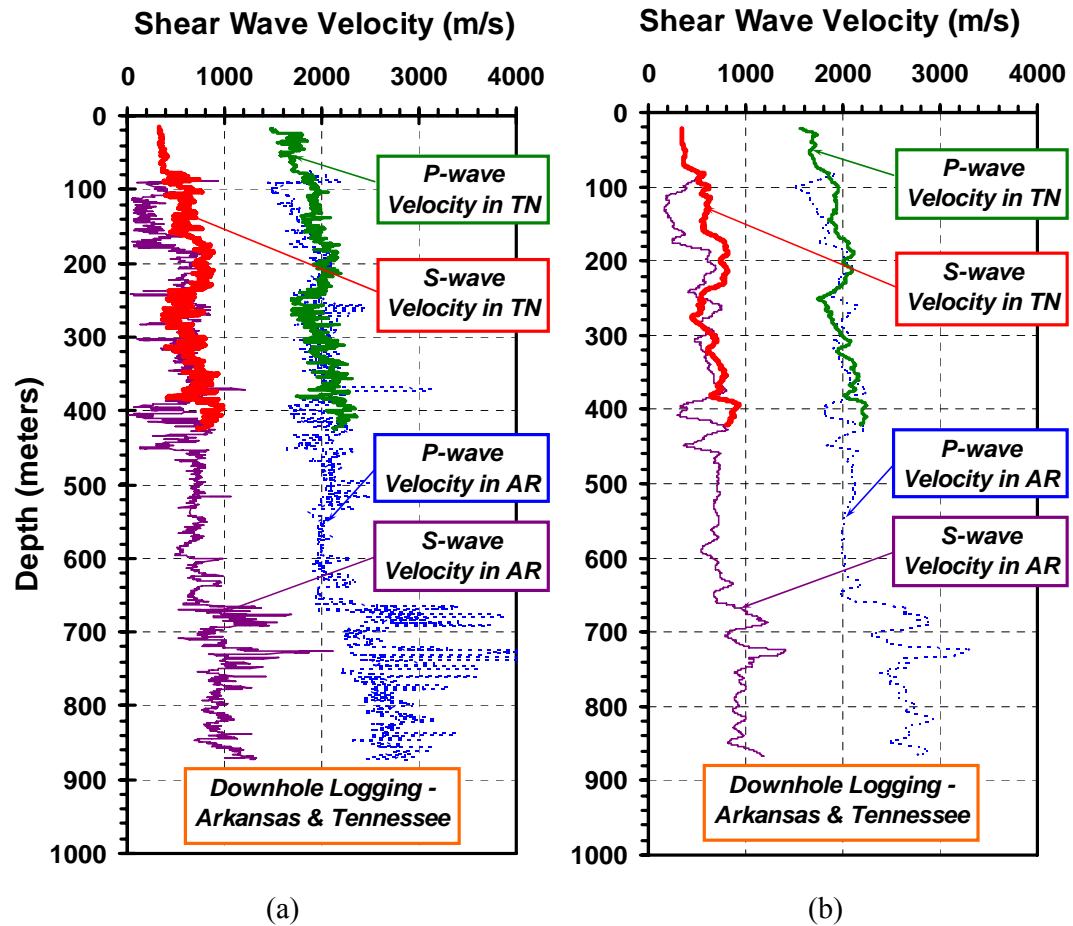 Shear Wave Velocity (m/s)
0 1000 2000 3000 4000
0
100
200
300
400
500
600
700
800
900
1000
Depth (meters)
P-wave
Velocity in TN
S-wave
Velocity in TN
P-wave
Velocity in AR
S-wave
Velocity in AR
Downhole Logging -
Arkansas & Tennessee
(a)
Shear Wave Velocity (m/s)
0 1000 2000 3000 4000
0
100
200
300
400
500
600
700
800
900
1000
P-wave
Velocity in TN
S-wave
Velocity in TN
P-wave
Velocity in AR
S-wave
Velocity in AR
Downhole Logging -
Arkansas & Tennessee
(b)